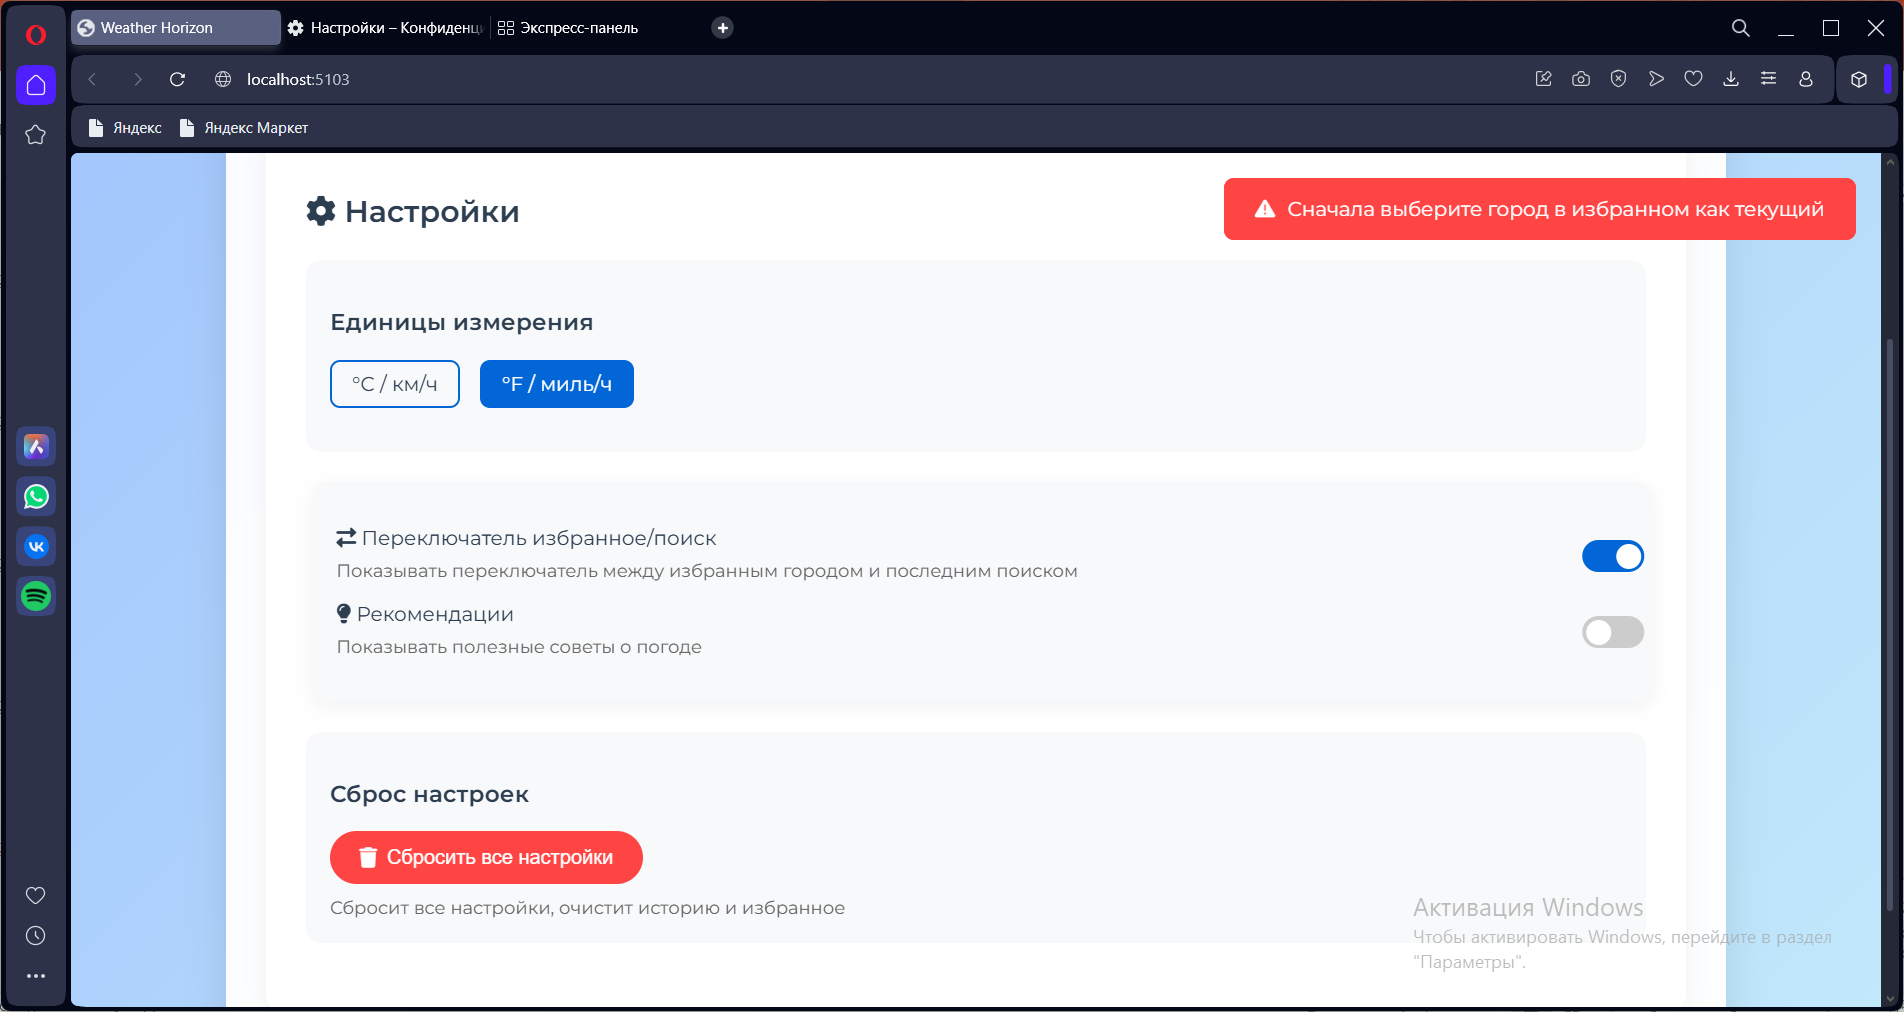 Weather Horizon
Настройки – Конфиденци
Экспресс-панель
localhost:5103
Яндекс
Яндекс Маркет
Настройки
Сначала выберите город в избранном как текущий
Единицы измерения
°C / км/ч
°F / миль/ч
Переключатель избранное/поиск
Показывать переключатель между избранным городом и последним поиском
Рекомендации
Показывать полезные советы о погоде
Сброс настроек
Сбросить все настройки
Сбросит все настройки, очистит историю и избранное
Активация Windows
Чтобы активировать Windows, перейдите в раздел
"Параметры".